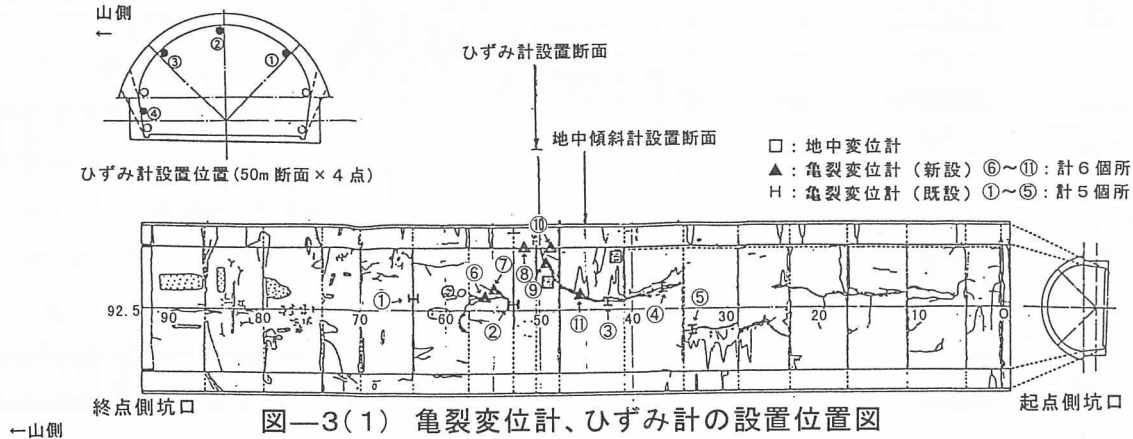 山側
←
②
③
①
④
ひずみ計設置位置(50m断面×4点)
ひずみ計設置断面
地中傾斜計設置断面
□:地中変位計
▲:亀裂変位計(新設)⑥~⑪:計6個所
H:亀裂変位計(既設)①~⑤:計5個所
⑩
⑥
⑦
⑧
①
⑨
⑤
②
⑪
③
④
92.5
90
80
70
60
50
40
30
20
10
0
終点側坑口
起点側坑口
←山側
図―3(1) 亀裂変位計、ひずみ計の設置位置図